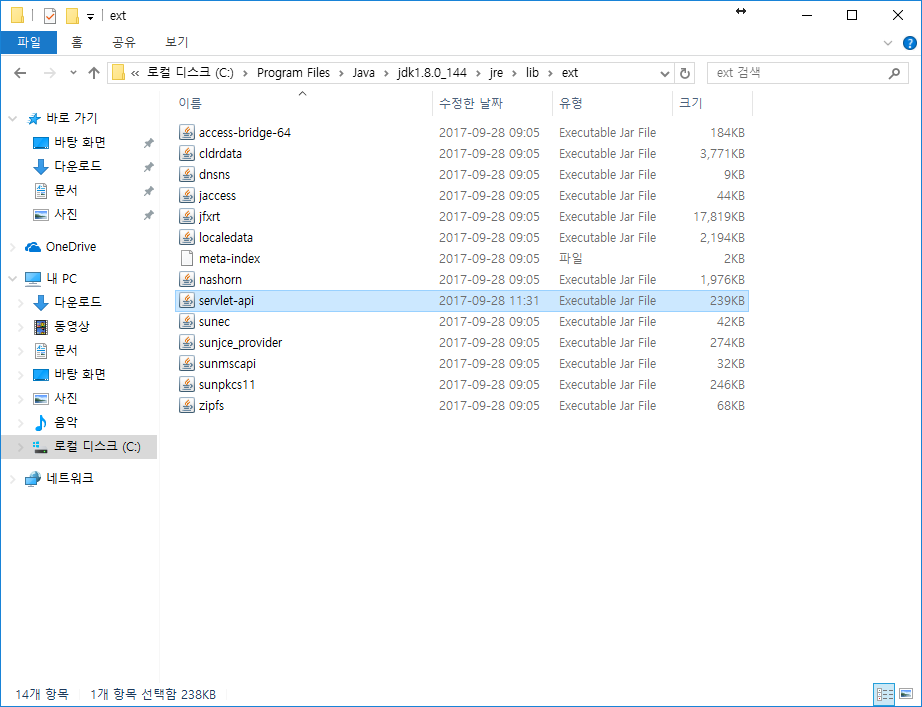 ext
파일 홈 공유 보기
« 로컬 디스크 (C:) › Program Files › Java › jdk1.8.0_144 › jre › lib › ext
ext 검색
이름 수정한 날짜 유형 크기
바로 가기
바탕 화면
다운로드
문서
사진
OneDrive
내 PC
다운로드
동영상
문서
바탕 화면
사진
음악
로컬 디스크 (C:)
네트워크
access-bridge-64 2017-09-28 09:05 Executable Jar File 184KB
cldrdata 2017-09-28 09:05 Executable Jar File 3,771KB
dnsns 2017-09-28 09:05 Executable Jar File 9KB
jaccess 2017-09-28 09:05 Executable Jar File 44KB
jfxrt 2017-09-28 09:05 Executable Jar File 17,819KB
localedata 2017-09-28 09:05 Executable Jar File 2,194KB
meta-index 2017-09-28 09:05 파일 2KB
nashorn 2017-09-28 09:05 Executable Jar File 1,976KB
servlet-api 2017-09-28 11:31 Executable Jar File 239KB
sunec 2017-09-28 09:05 Executable Jar File 42KB
sunjce_provider 2017-09-28 09:05 Executable Jar File 274KB
sunmscapi 2017-09-28 09:05 Executable Jar File 32KB
sunpkcs11 2017-09-28 09:05 Executable Jar File 246KB
zipfs 2017-09-28 09:05 Executable Jar File 68KB
14개 항목 1개 항목 선택함 238KB